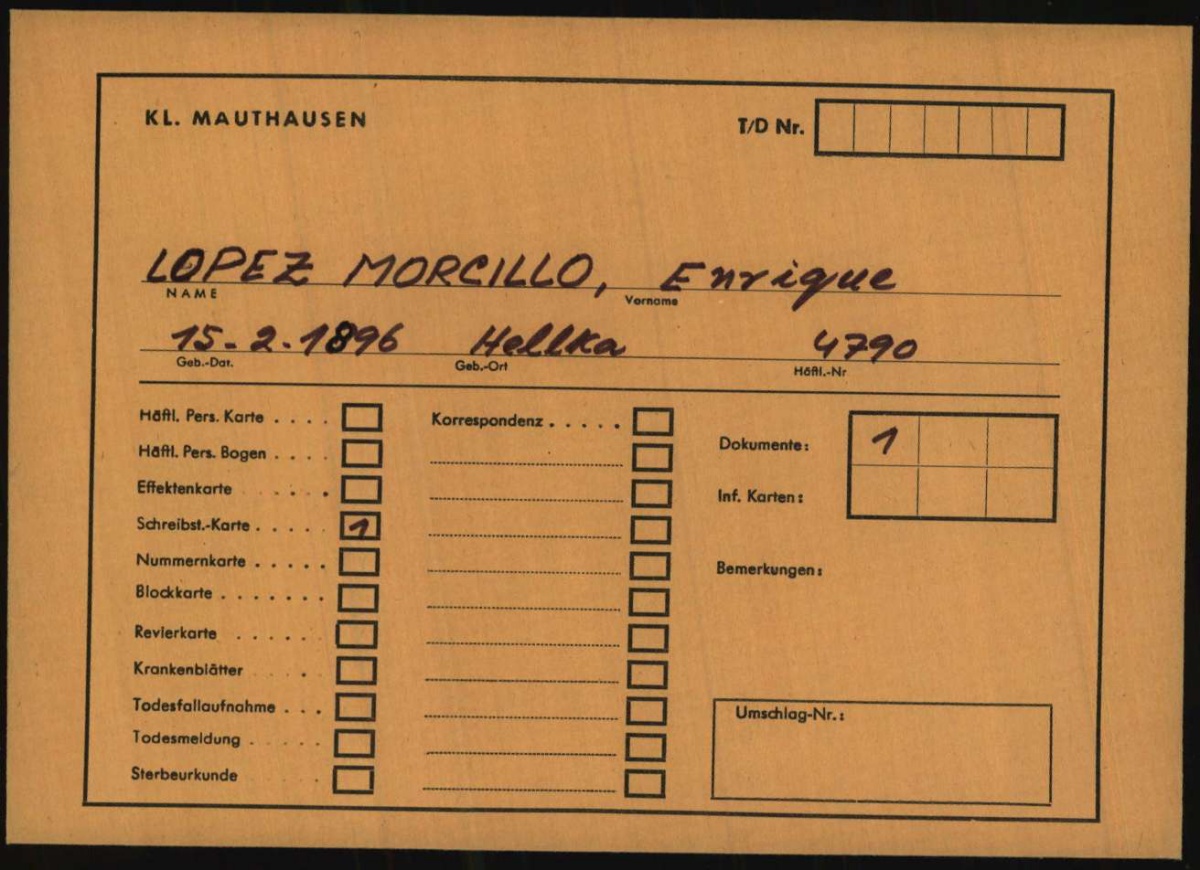 KL. MAUTHAUSEN T/D Nr.
LOPEZ MORCILLO, Enrique
NAME Vorname
15-2-1896 Hellka 4790
Geb.-Dat. Geb.-Ort Häftl.-Nr
Häftl. Pers. Karte . . . . Korrespondenz . . . . .
Dokumente: 1
Häftl. Pers. Bogen . . . .
Effektenkarte . . . . . Inf. Karten:
Schreibst.-Karte . . . . . 1
Nummernkarte . . . . . Bemerkungen:
Blockkarte . . . . . . .
Revierkarte . . . . . .
Krankenblätter .
Todesfallaufnahme . . . Umschlag-Nr.:
Todesmeldung . . . . .
Sterbeurkunde .